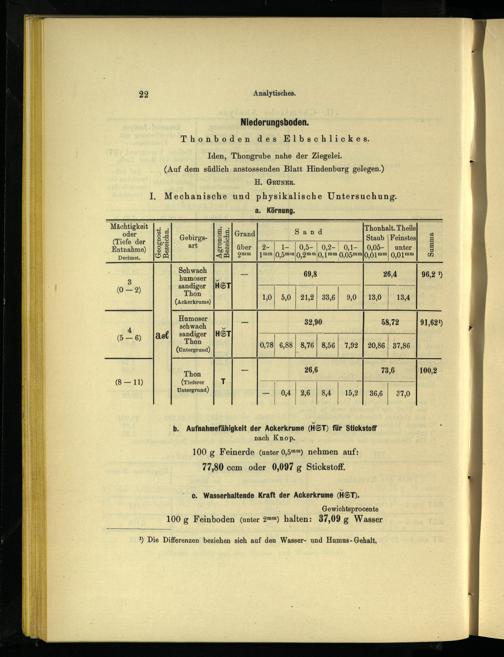 22
Analytisches.
Niederungsboden.
Thonboden des Elbschlickes.
Iden, Thongrube nahe der Ziegelei.
(Auf dem südlich anstossenden Blatt Hindenburg gelegen.)
H. Gruner.
I. Mechanische und physikalische Untersuchung.
a. Körnung.
Mächtigkeit oder (Tiefe der Entnahme) Decimet. | Geognost. Bezeichn. | Gebirgsart | Agronom. Bezeichn. | Grand über 2mm | Sand | Thonhalt. Theile | Summa
2-1mm | 1-0,5mm | 0,5-0,2mm | 0,2-0,1mm | 0,1-0,05mm | Staub 0,05-0,01mm | Feinstes unter 0,01mm
3 (0 — 2) | Schwach humoser sandiger Thon (Ackerkrume) | H̆ST | — | 69,8 | 26,4 | 96,2 ¹)
1,0 | 5,0 | 21,2 | 33,6 | 9,0 | 13,0 | 13,4
4 (5 — 6) | asl | Humoser schwach sandiger Thon (Untergrund) | HS̆T | — | 32,90 | 58,72 | 91,62¹)
0,78 | 6,88 | 8,76 | 8,56 | 7,92 | 20,86 | 37,86
(8 — 11) | Thon (Tieferer Untergrund) | T | — | 26,6 | 73,6 | 100,2
— | 0,4 | 2,6 | 8,4 | 15,2 | 36,6 | 37,0
b. Aufnahmefähigkeit der Ackerkrume (H̆ST) für Stickstoff
nach Knop.
100 g Feinerde (unter 0,5mm) nehmen auf:
77,80 ccm oder 0,097 g Stickstoff.
c. Wasserhaltende Kraft der Ackerkrume (H̆ST).
Gewichtsprocente
100 g Feinboden (unter 2mm) halten: 37,09 g Wasser
¹) Die Differenzen beziehen sich auf den Wasser- und Humus-Gehalt.